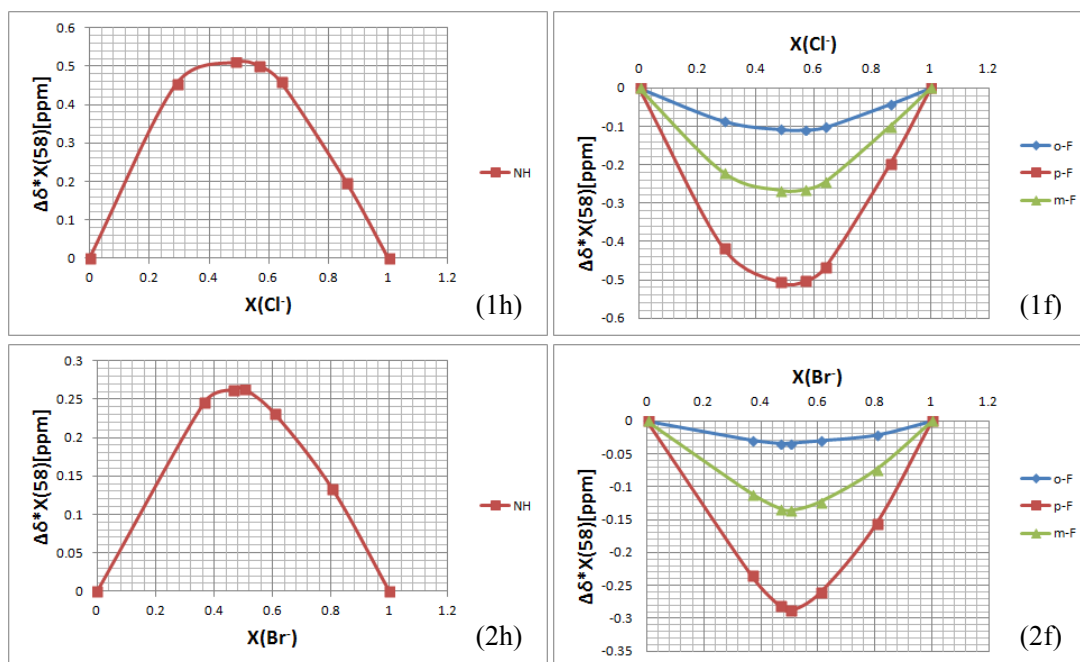 0.6
0.5
0.4
0.3
0.2
0.1
0
0 0.2 0.4 0.6 0.8 1 1.2
Δδ*X(58)[ppm]
X(Cl⁻)
NH
(1h)
X(Cl⁻)
0 0.2 0.4 0.6 0.8 1 1.2
0
-0.1
-0.2
-0.3
-0.4
-0.5
-0.6
Δδ*X(58)[ppm]
o-F
p-F
m-F
(1f)
0.3
0.25
0.2
0.15
0.1
0.05
0
0 0.2 0.4 0.6 0.8 1 1.2
Δδ*X(58)[ppm]
X(Br⁻)
NH
(2h)
X(Br⁻)
0 0.2 0.4 0.6 0.8 1 1.2
0
-0.05
-0.1
-0.15
-0.2
-0.25
-0.3
-0.35
Δδ*X(58)[ppm]
o-F
p-F
m-F
(2f)